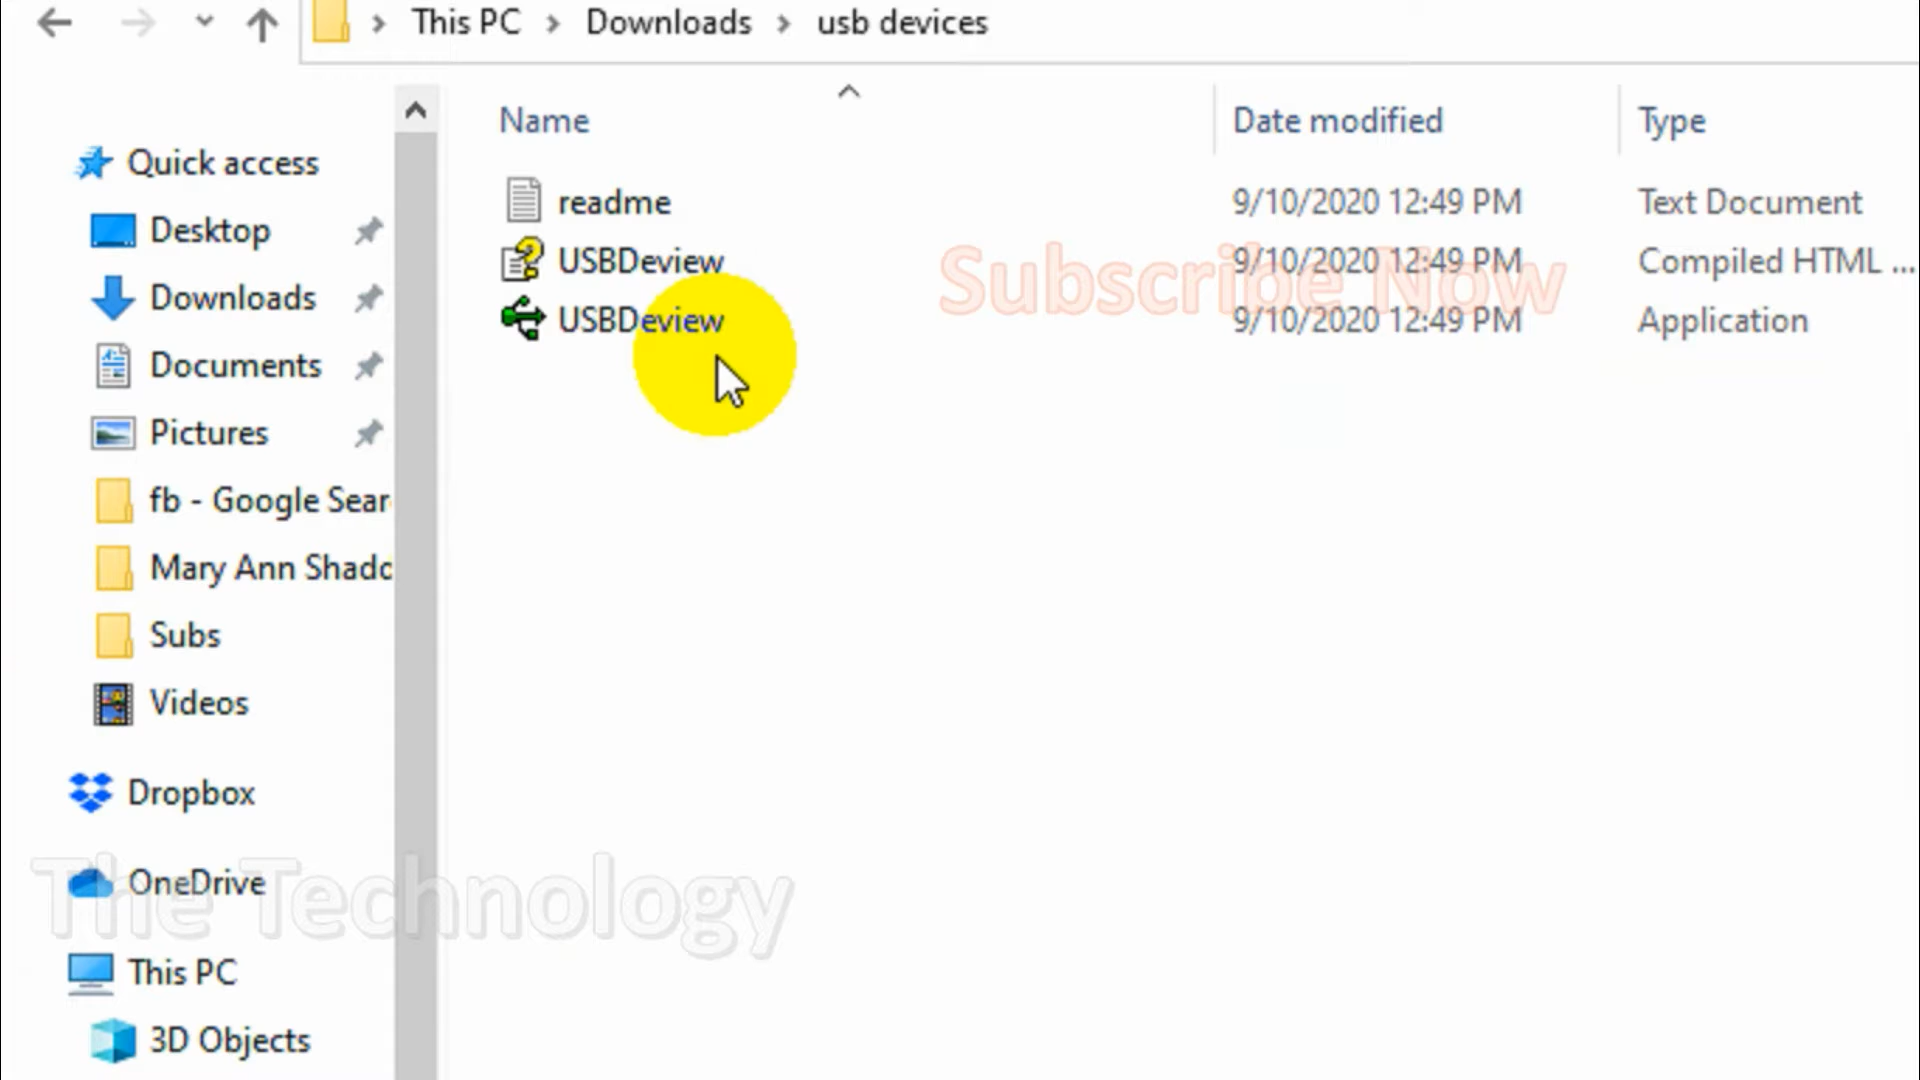 This PC > Downloads > usb devices
Name Date modified Type
Quick access
Desktop
Downloads
Documents
Pictures
fb - Google Sear
Mary Ann Shado
Subs
Videos
Dropbox
OneDrive
This PC
3D Objects
readme 9/10/2020 12:49 PM Text Document
USBDeview 9/10/2020 12:49 PM Compiled HTML ...
USBDeview 9/10/2020 12:49 PM Application
Subscribe Now
The Technology